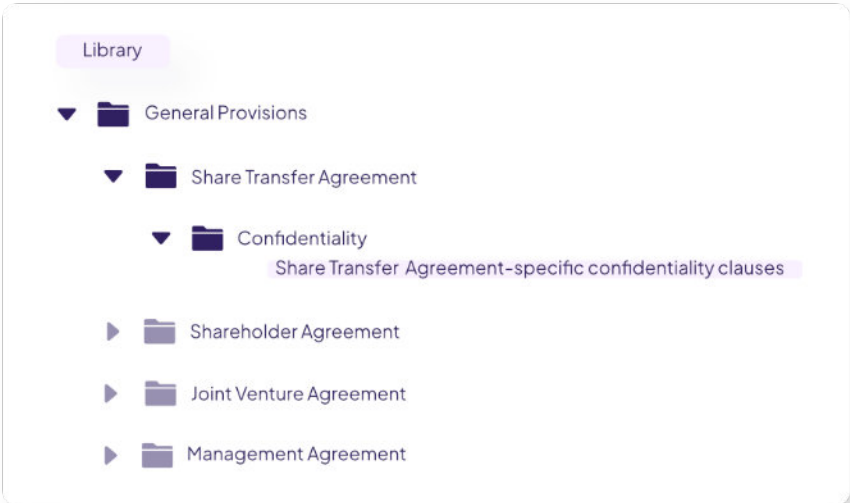 Library
General Provisions
Share Transfer Agreement
Confidentiality
Share Transfer Agreement-specific confidentiality clauses
Shareholder Agreement
Joint Venture Agreement
Management Agreement